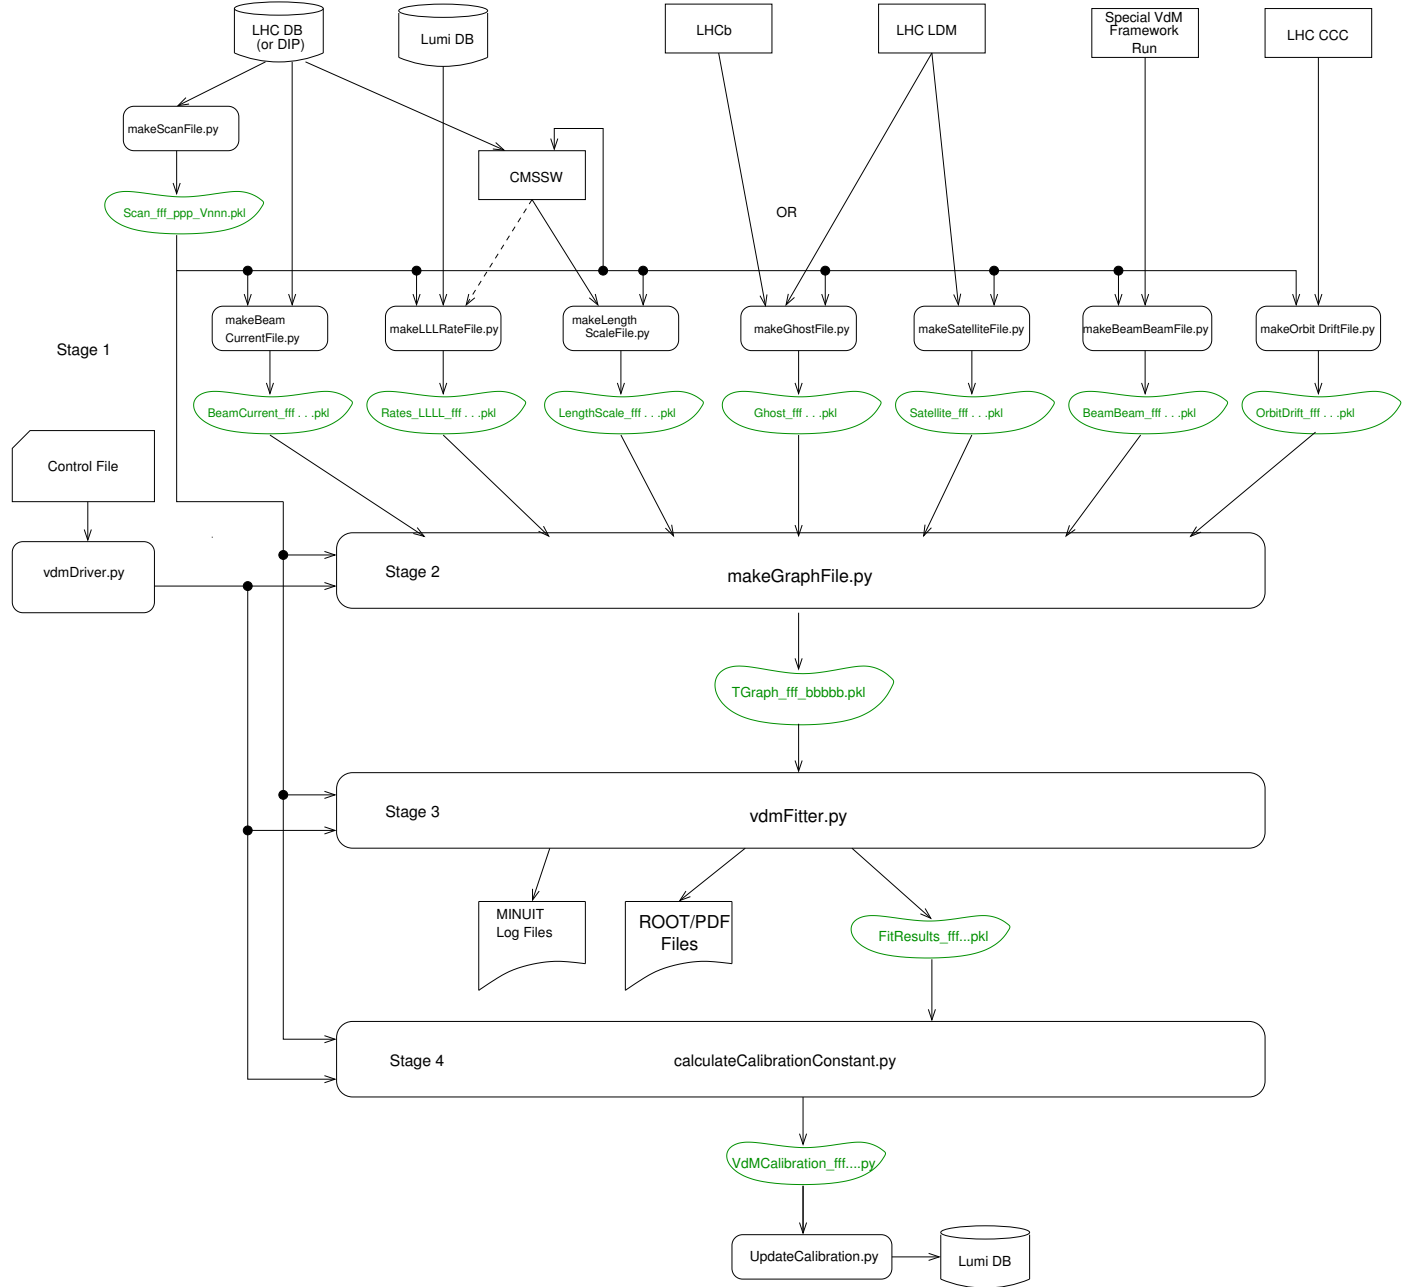 LHC DB
(or DIP)
Lumi DB
LHCb
LHC LDM
Special VdM
Framework
Run
LHC CCC
makeScanFile.py
CMSSW
Scan_fff_ppp_Vnnn.pkl
OR
makeBeam
CurrentFile.py
makeLLLRateFile.py
makeLength
ScaleFile.py
makeGhostFile.py
makeSatelliteFile.py
makeBeamBeamFile.py
makeOrbit DriftFile.py
Stage 1
BeamCurrent_fff . . .pkl
Rates_LLLL_fff . . .pkl
LengthScale_fff . . .pkl
Ghost_fff . . .pkl
Satellite_fff . . .pkl
BeamBeam_fff . . .pkl
OrbitDrift_fff . . .pkl
Control File
vdmDriver.py
Stage 2
makeGraphFile.py
TGraph_fff_bbbbb.pkl
Stage 3
vdmFitter.py
MINUIT
Log Files
ROOT/PDF
Files
FitResults_fff...pkl
Stage 4
calculateCalibrationConstant.py
VdMCalibration_fff....py
UpdateCalibration.py
Lumi DB